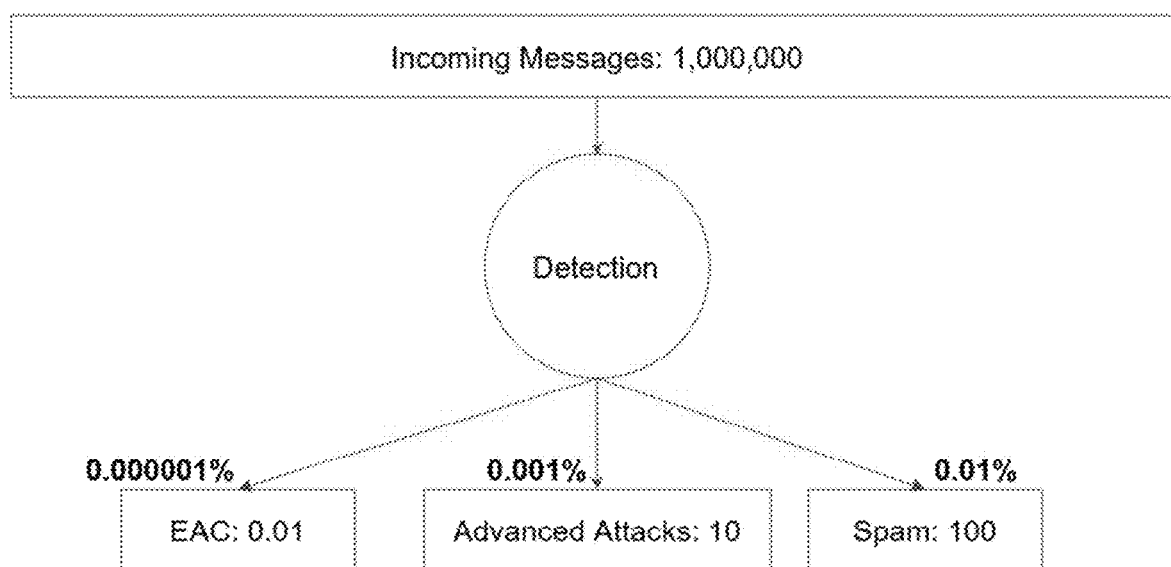 Incoming Messages: 1,000,000
Detection
0.000001%
0.001%
0.01%
EAC: 0.01
Advanced Attacks: 10
Spam: 100